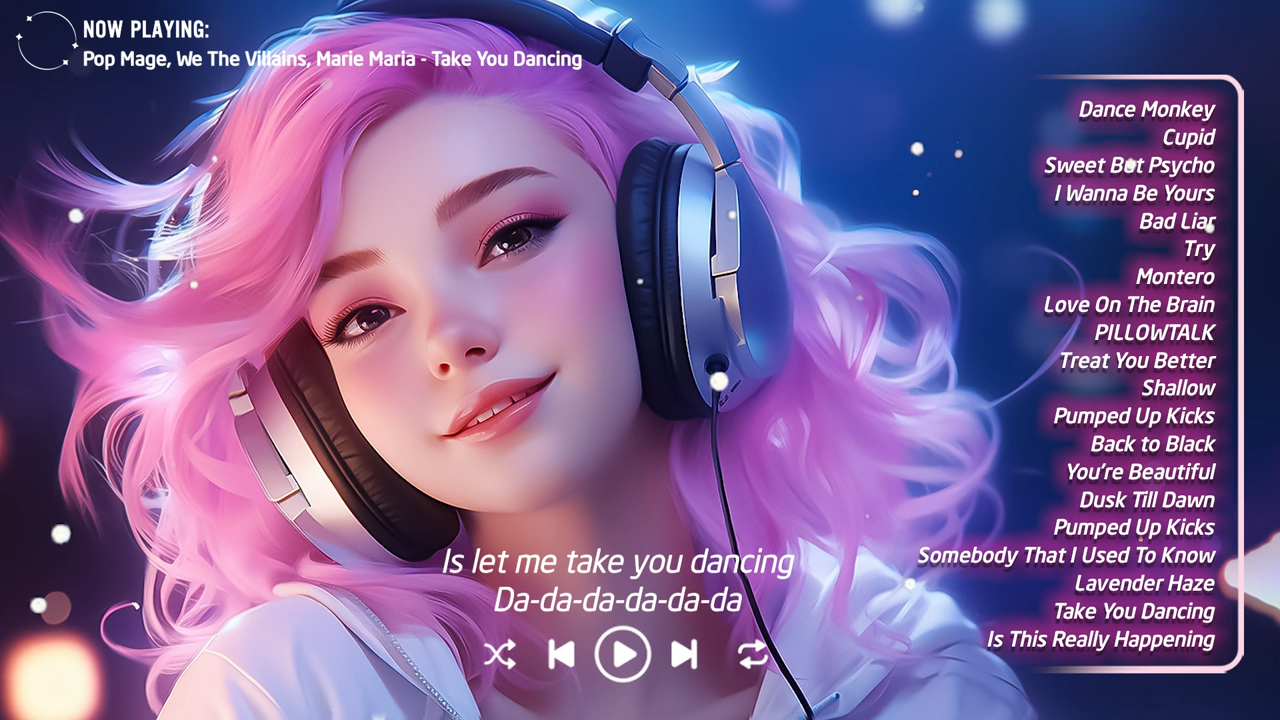 NOW PLAYING:
Pop Mage, We The Villains, Marie Maria - Take You Dancing
Dance Monkey
Cupid
Sweet But Psycho
I Wanna Be Yours
Bad Liar
Try
Montero
Love On The Brain
PILLOWTALK
Treat You Better
Shallow
Pumped Up Kicks
Back to Black
You're Beautiful
Dusk Till Dawn
Pumped Up Kicks
Somebody That I Used To Know
Lavender Haze
Take You Dancing
Is This Really Happening
Is let me take you dancing
Da-da-da-da-da-da